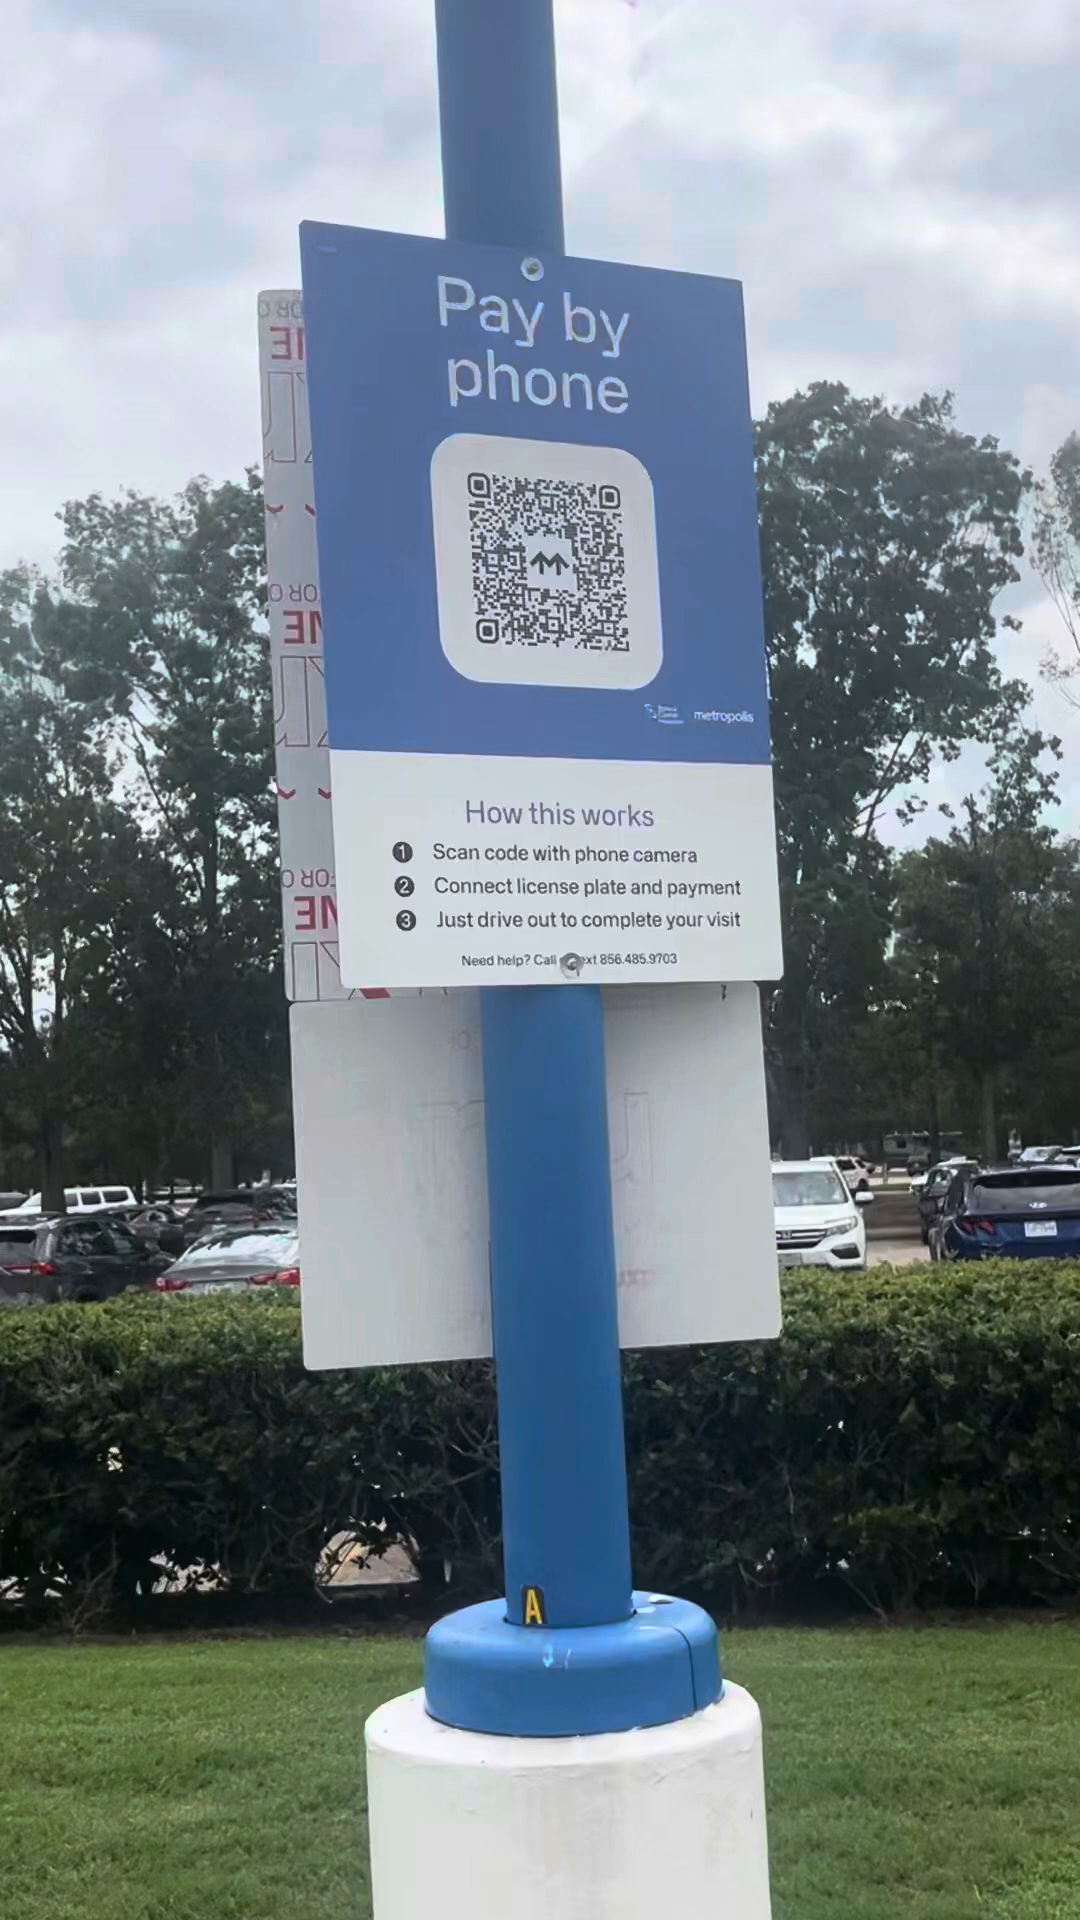 Pay by
phone
metropolis
How this works
1 Scan code with phone camera
2 Connect license plate and payment
3 Just drive out to complete your visit
Need help? Call ext 856.485.9703
A